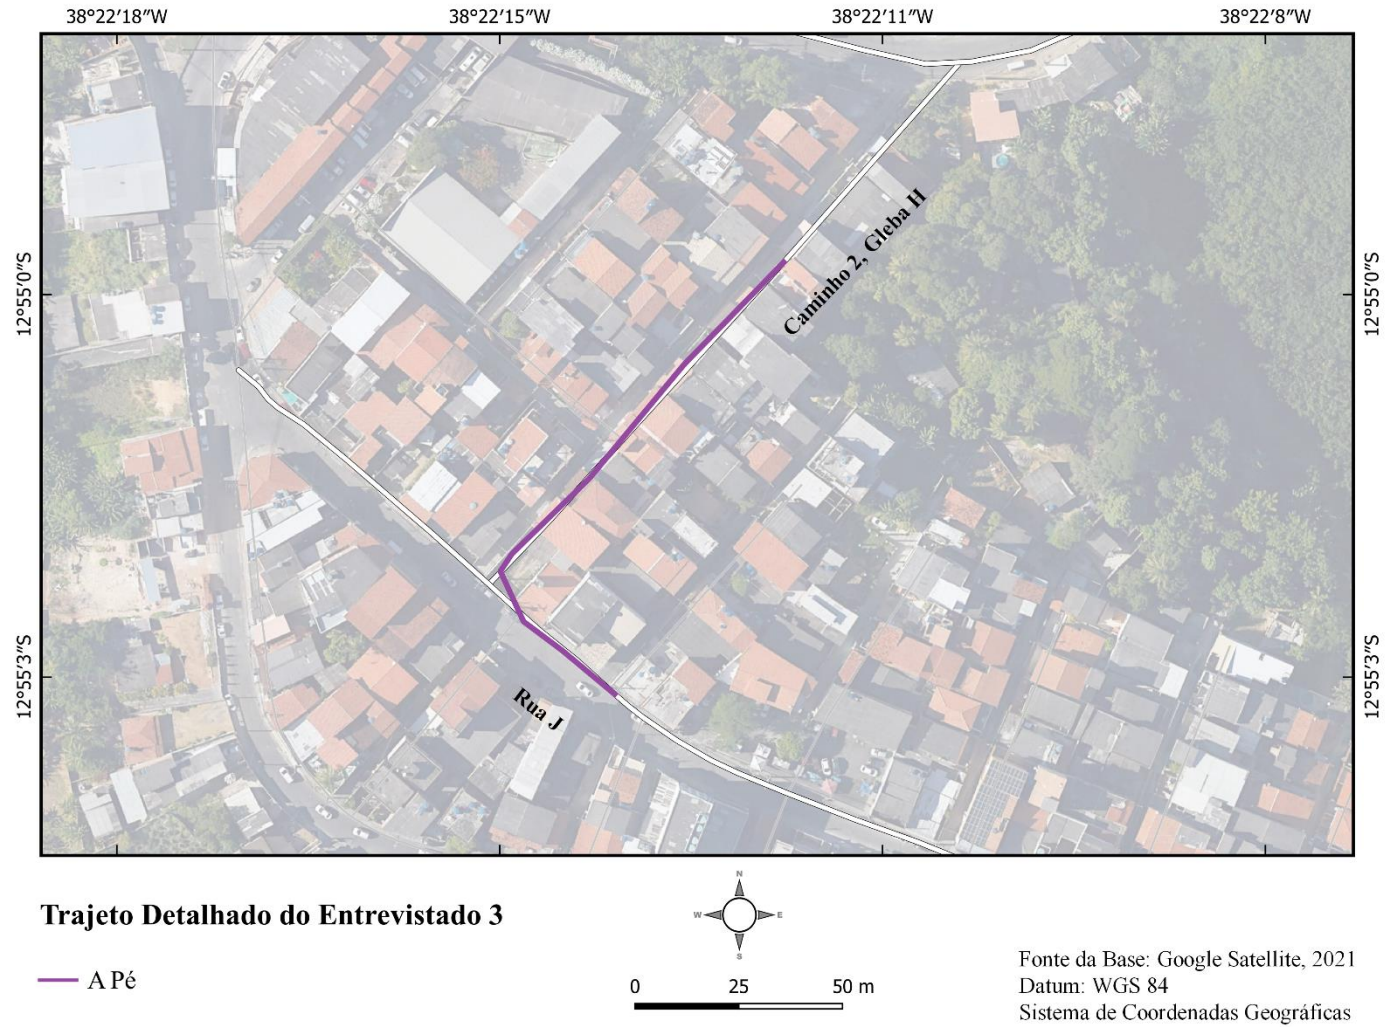 38°22'18"W 38°22'15"W 38°22'11"W 38°22'8"W
12°55'0"S 12°55'0"S
Caminho 2, Gleba H
12°55'3"S 12°55'3"S
Rua J
N
W E
S
Trajeto Detalhado do Entrevistado 3
A Pé
0 25 50 m
Fonte da Base: Google Satellite, 2021
Datum: WGS 84
Sistema de Coordenadas Geográficas